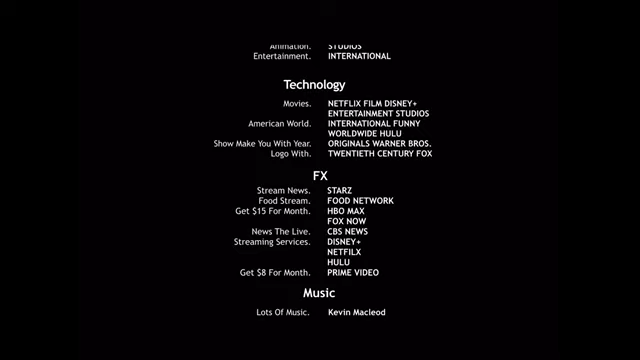 Animation. STUDIOS
Entertainment. INTERNATIONAL
Technology
Movies. NETFLIX FILM DISNEY+
ENTERTAINMENT STUDIOS
American World. INTERNATIONAL FUNNY
WORLDWIDE HULU
Show Make You With Year. ORIGINALS WARNER BROS.
Logo With. TWENTIETH CENTURY FOX
FX
Stream News. STARZ
Food Stream. FOOD NETWORK
Get $15 For Month. HBO MAX
FOX NOW
News The Live. CBS NEWS
Streaming Services. DISNEY+
NETFILX
HULU
Get $8 For Month. PRIME VIDEO
Music
Lots Of Music. Kevin Macleod